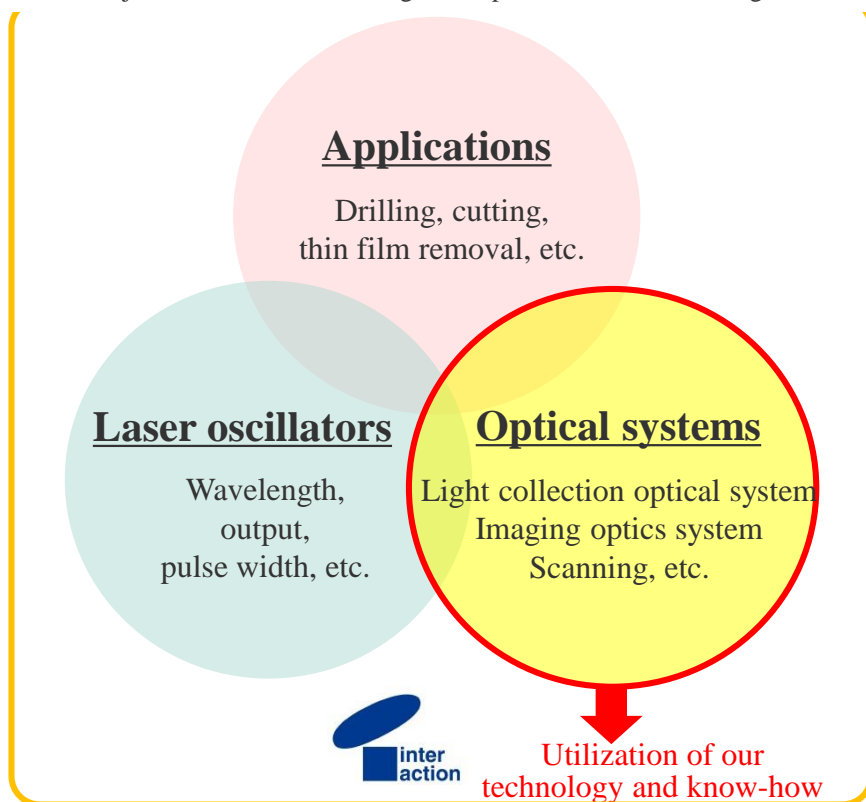 Applications
Drilling, cutting,
thin film removal, etc.
Laser oscillators
Wavelength,
output,
pulse width, etc.
Optical systems
Light collection optical system
Imaging optics system
Scanning, etc.
inter
action
Utilization of our
technology and know-how